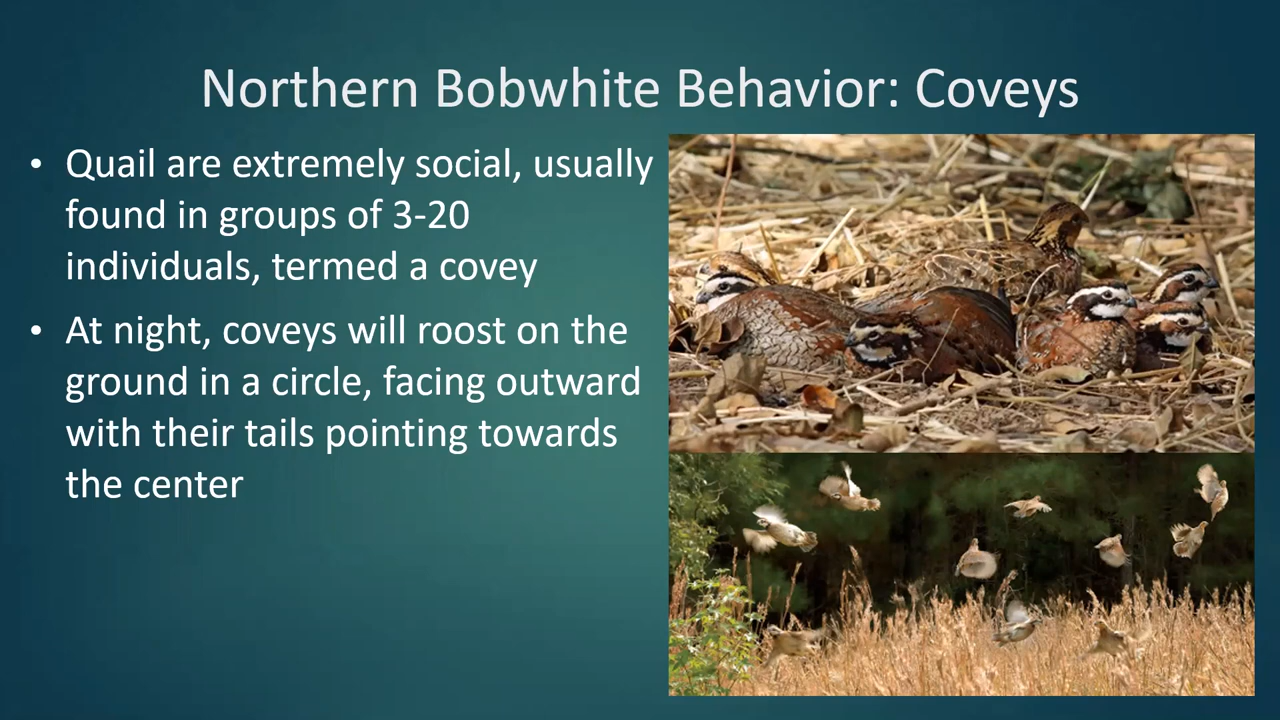 Northern Bobwhite Behavior: Coveys
• Quail are extremely social, usually
found in groups of 3-20
individuals, termed a covey
• At night, coveys will roost on the
ground in a circle, facing outward
with their tails pointing towards
the center